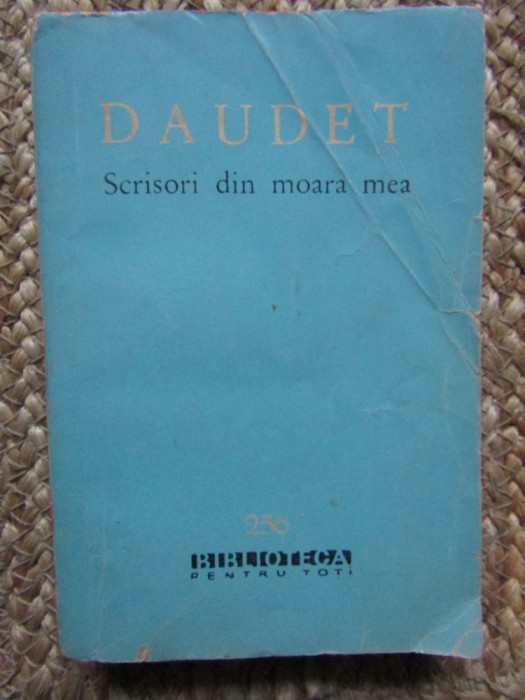 DAUDET
Scrisori din moara mea
256
BIBLIOTECA
PENTRU TOȚI